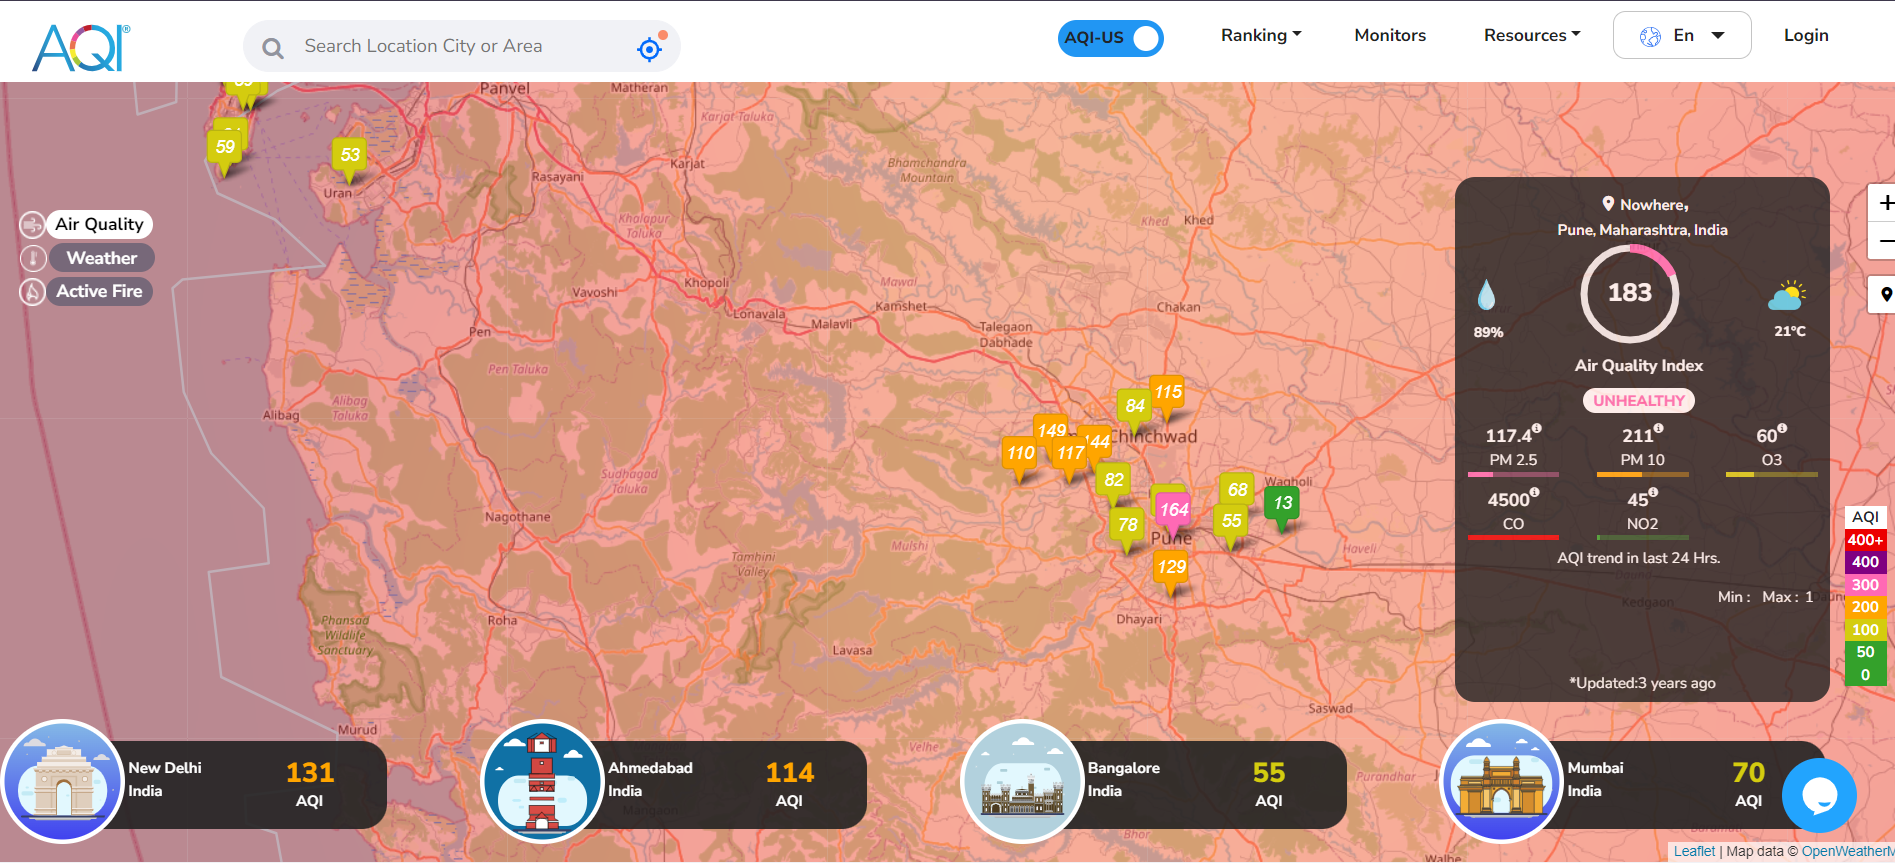 AQI®
Search Location City or Area
AQI-US
Ranking
Monitors
Resources
En
Login
Air Quality
Weather
Active Fire
Panvel
Matheran
Karjat Taluka
59
53
Uran
Rasayani
Karjat
Bhamchandra
Mountain
Khalapur
Taluka
Khed
Khed
Vavoshi
Khopoli
Mawal
Kamshet
Lonavala
Malavli
Talegaon
Dabhade
Chakan
Pen
Pen Taluka
Alibag
Alibag
Taluka
115
84
149
144
Chinchwad
110
117
82
Sudhagad
Taluka
Nagothane
68
Wagholi
13
164
55
78
Pune
129
Mulshi
Haveli
Tamhini
Valley
Dhayari
Roha
Phansad
Wildlife
Sanctuary
Lavasa
Kedgaon
Saswad
Murud
Velhe
Purandhar
Bhor
Nowhere,
Pune, Maharashtra, India
183
89%
21°C
Air Quality Index
UNHEALTHY
117.4
PM 2.5
211
PM 10
60
O3
4500
CO
45
NO2
AQI trend in last 24 Hrs.
Min : Max : 1
*Updated:3 years ago
+
−
AQI
400+
400
300
200
100
50
0
New Delhi
India
131
AQI
Ahmedabad
India
114
AQI
Bangalore
India
55
AQI
Mumbai
India
70
AQI
Leaflet | Map data © OpenWeatherM